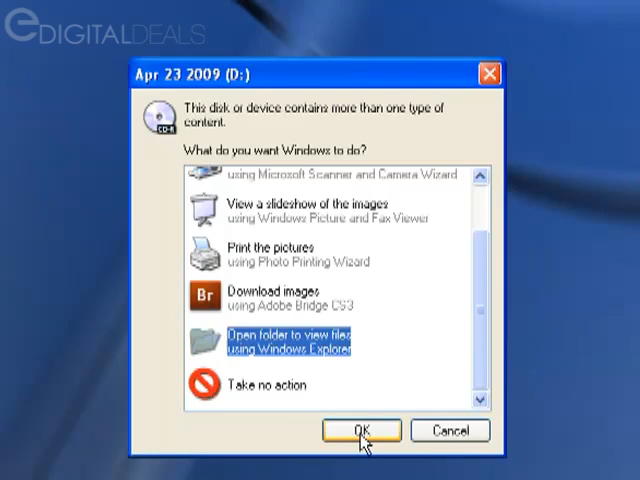 eDIGITALDEALS
Apr 23 2009 (D:)
This disk or device contains more than one type of
content.
CD-R
What do you want Windows to do?
using Microsoft Scanner and Camera Wizard
View a slideshow of the images
using Windows Picture and Fax Viewer
Print the pictures
using Photo Printing Wizard
Br
Download images
using Adobe Bridge CS3
Open folder to view files
using Windows Explorer
Take no action
OK
Cancel